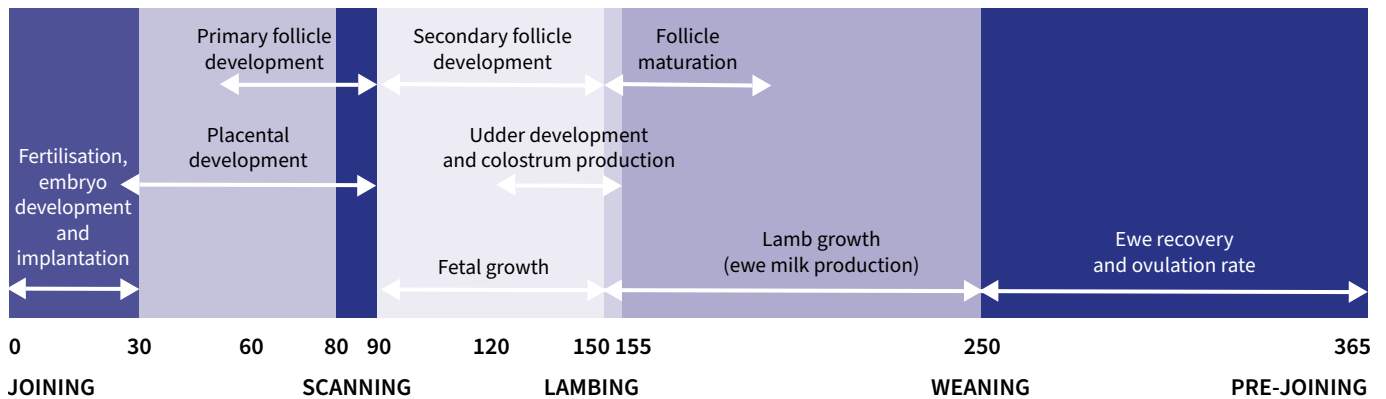 Primary follicle
development
Secondary follicle
development
Follicle
maturation
Placental
development
Udder development
and colostrum production
Fertilisation,
embryo
development
and
implantation
Fetal growth
Lamb growth
(ewe milk production)
Ewe recovery
and ovulation rate
0 30 60 80 90 120 150 155 250 365
JOINING SCANNING LAMBING WEANING PRE-JOINING